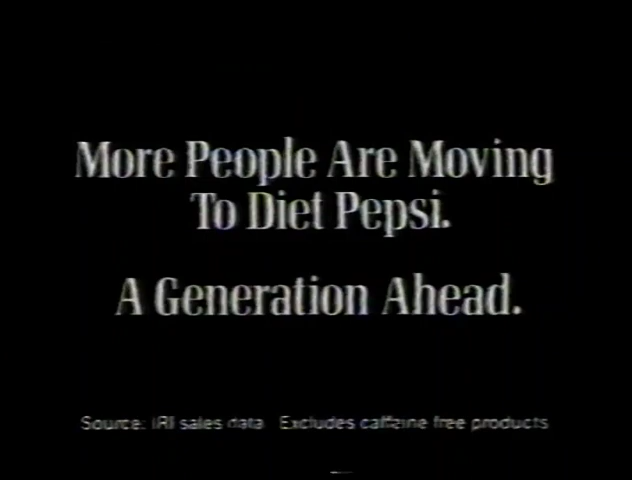 More People Are Moving
To Diet Pepsi.
A Generation Ahead.
Source: IRI sales data Excludes caffeine free products